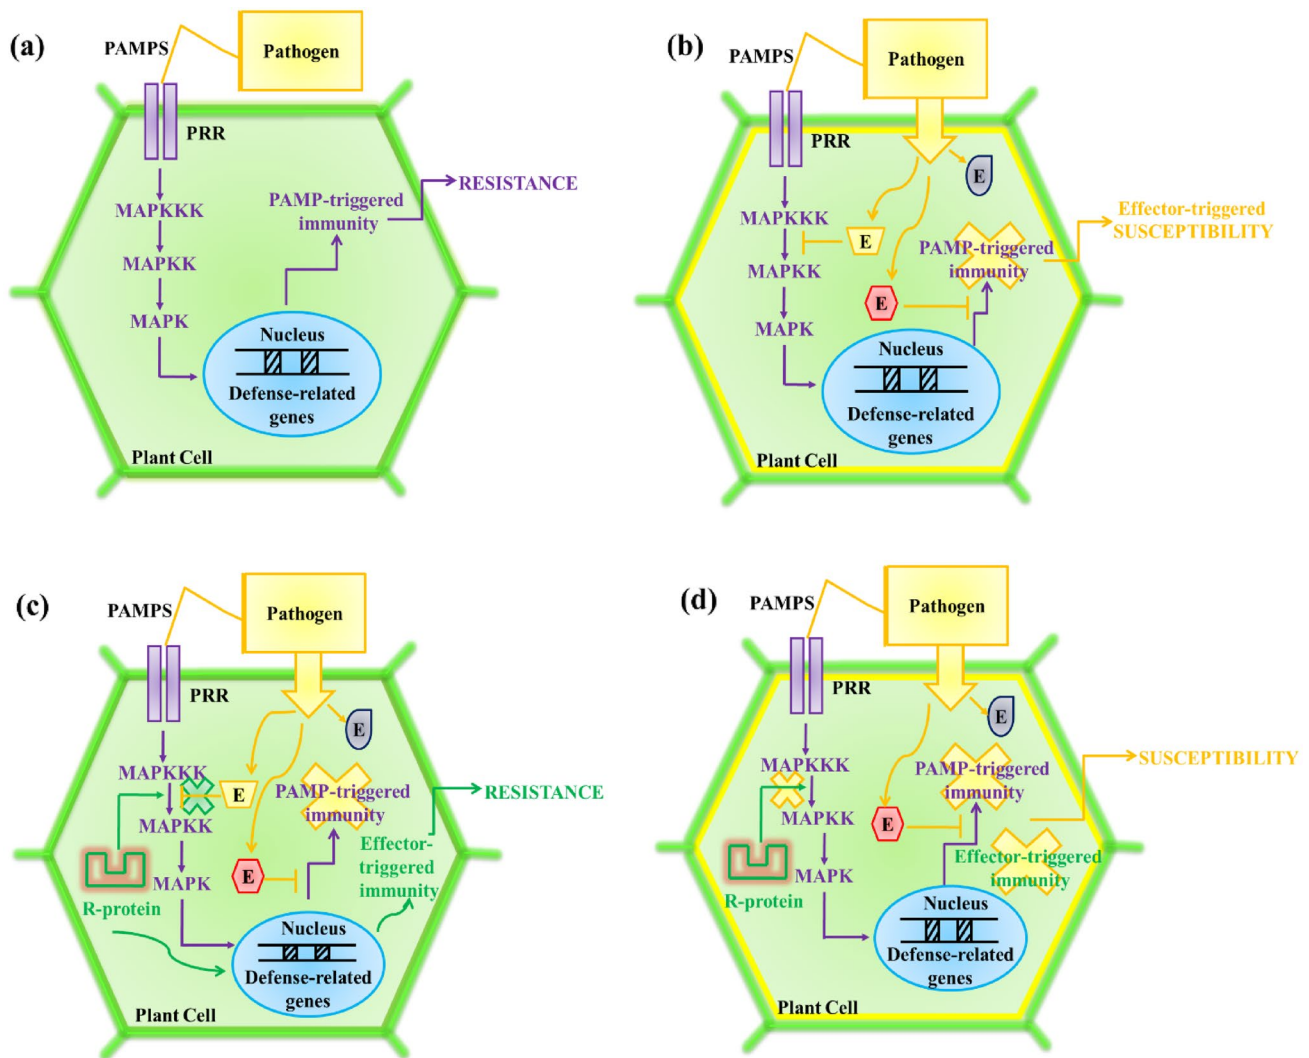 (a)
PAMPS
Pathogen
PRR
MAPKKK
MAPKK
MAPK
PAMP-triggered
immunity
RESISTANCE
Nucleus
Defense-related
genes
Plant Cell
(b)
PAMPS
Pathogen
PRR
E
MAPKKK
E
MAPKK
E
MAPK
PAMP-triggered
immunity
Effector-triggered
SUSCEPTIBILITY
Nucleus
Defense-related
genes
Plant Cell
(c)
PAMPS
Pathogen
PRR
E
MAPKKK
E
MAPKK
E
MAPK
PAMP-triggered
immunity
Effector-
triggered
immunity
RESISTANCE
R-protein
Nucleus
Defense-related
genes
Plant Cell
(d)
PAMPS
Pathogen
PRR
E
MAPKKK
MAPKK
E
MAPK
PAMP-triggered
immunity
SUSCEPTIBILITY
Effector-triggered
immunity
R-protein
Nucleus
Defense-related
genes
Plant Cell